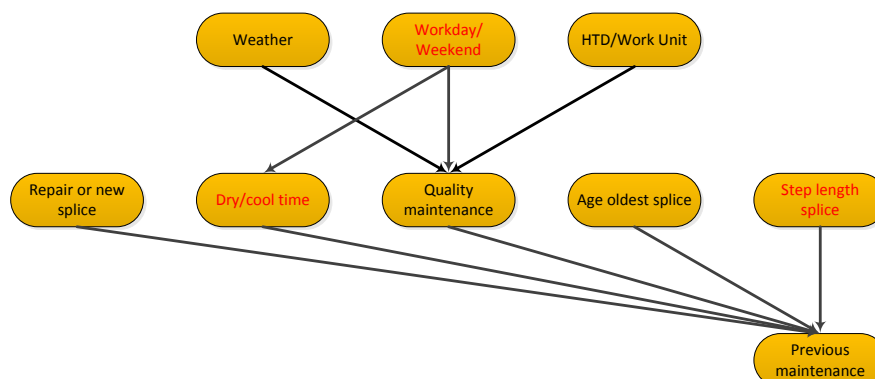 Weather
Workday/
Weekend
HTD/Work Unit
Repair or new
splice
Dry/cool time
Quality
maintenance
Age oldest splice
Step length
splice
Previous
maintenance